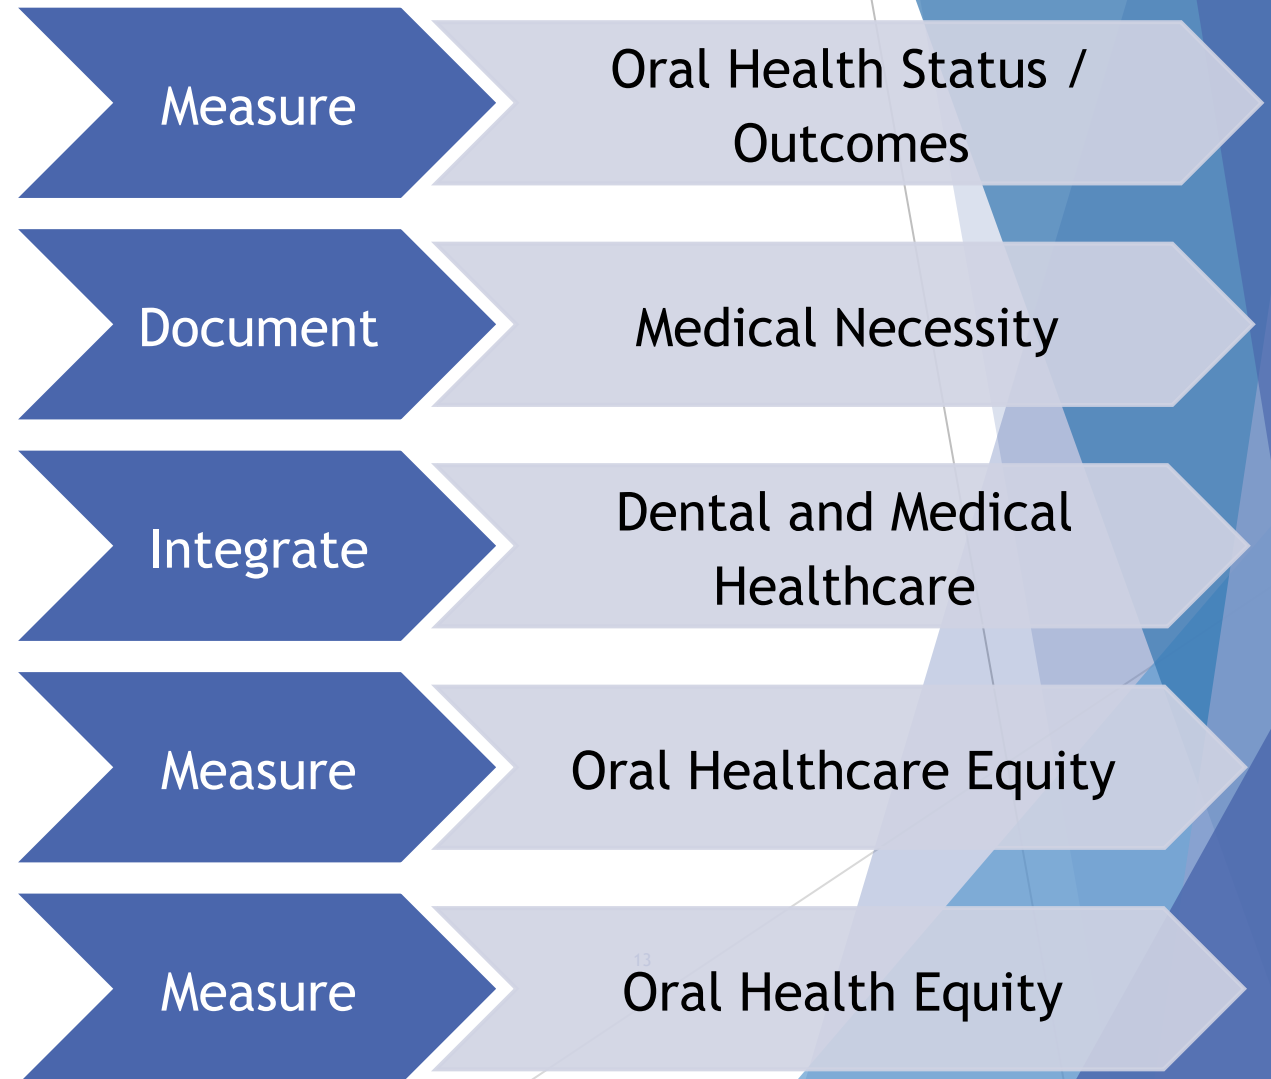 Measure
Oral Health Status /
Outcomes
Document
Medical Necessity
Integrate
Dental and Medical
Healthcare
Measure
Oral Healthcare Equity
Measure
13
Oral Health Equity